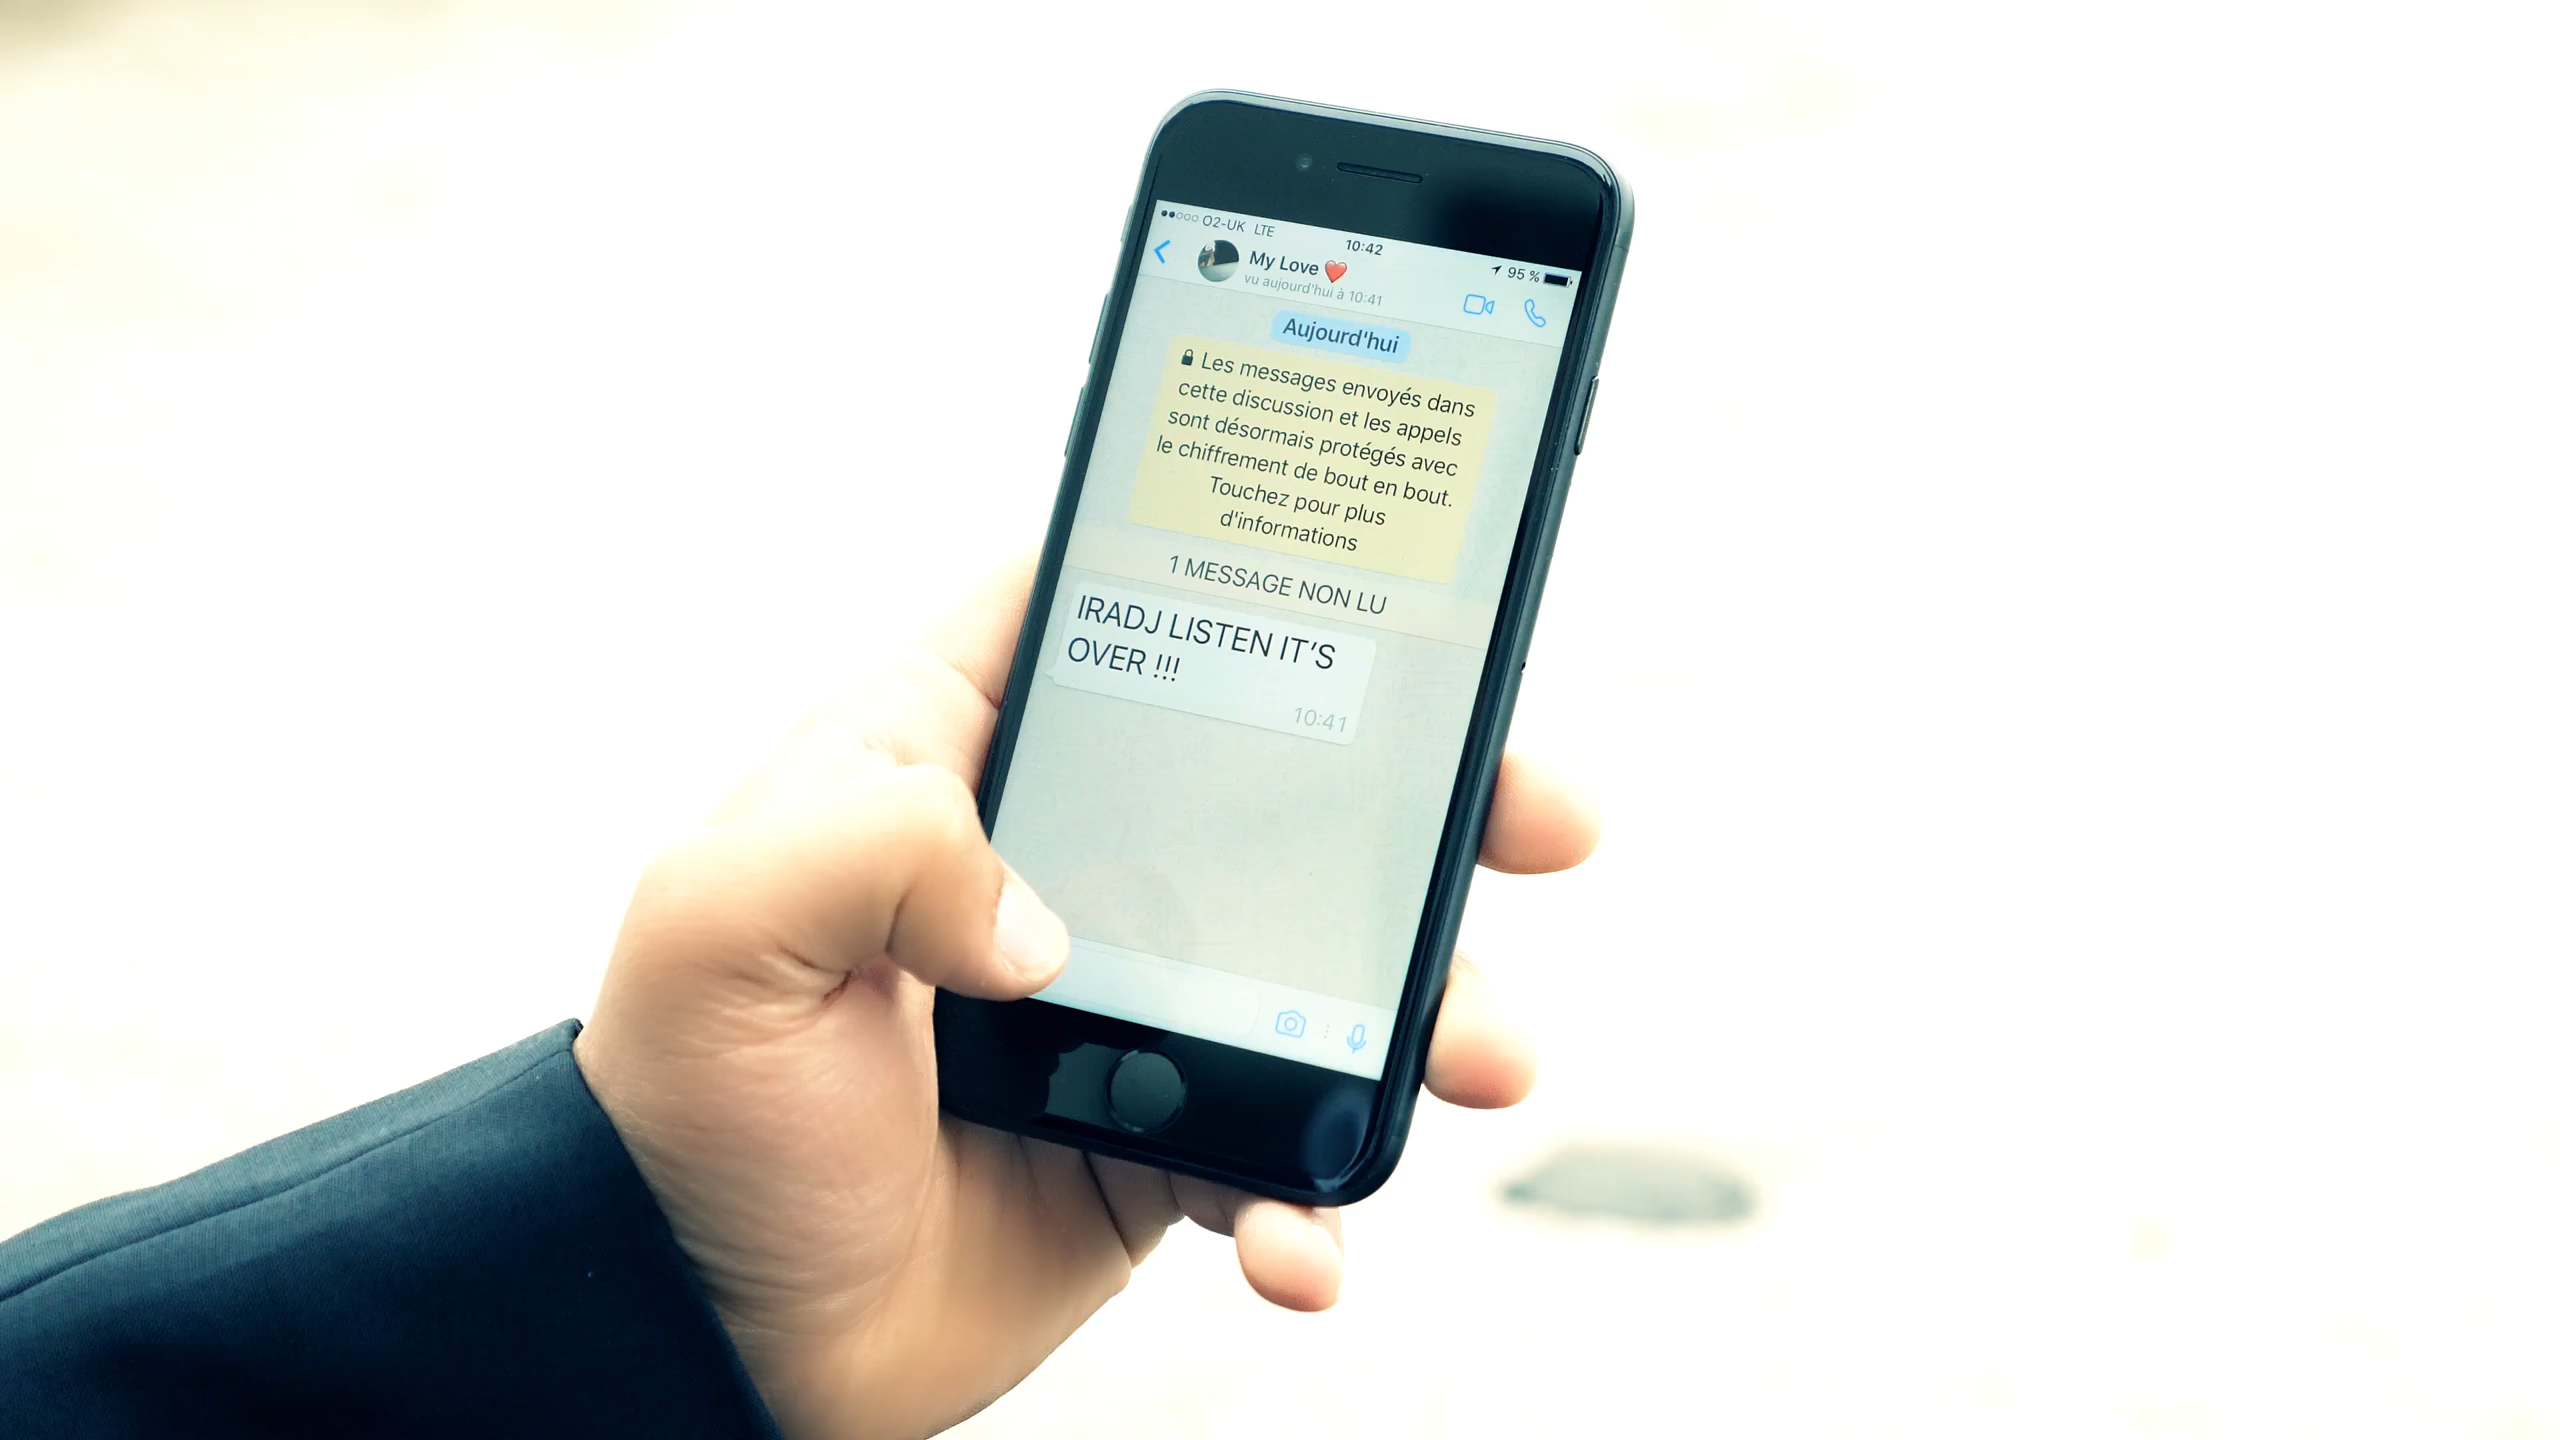 O2-UK LTE 10:42 95 %
My Love ❤️
vu aujourd'hui à 10:41
Aujourd'hui
🔒 Les messages envoyés dans
cette discussion et les appels
sont désormais protégés avec
le chiffrement de bout en bout.
Touchez pour plus
d'informations
1 MESSAGE NON LU
IRADJ LISTEN IT'S
OVER !!!
10:41